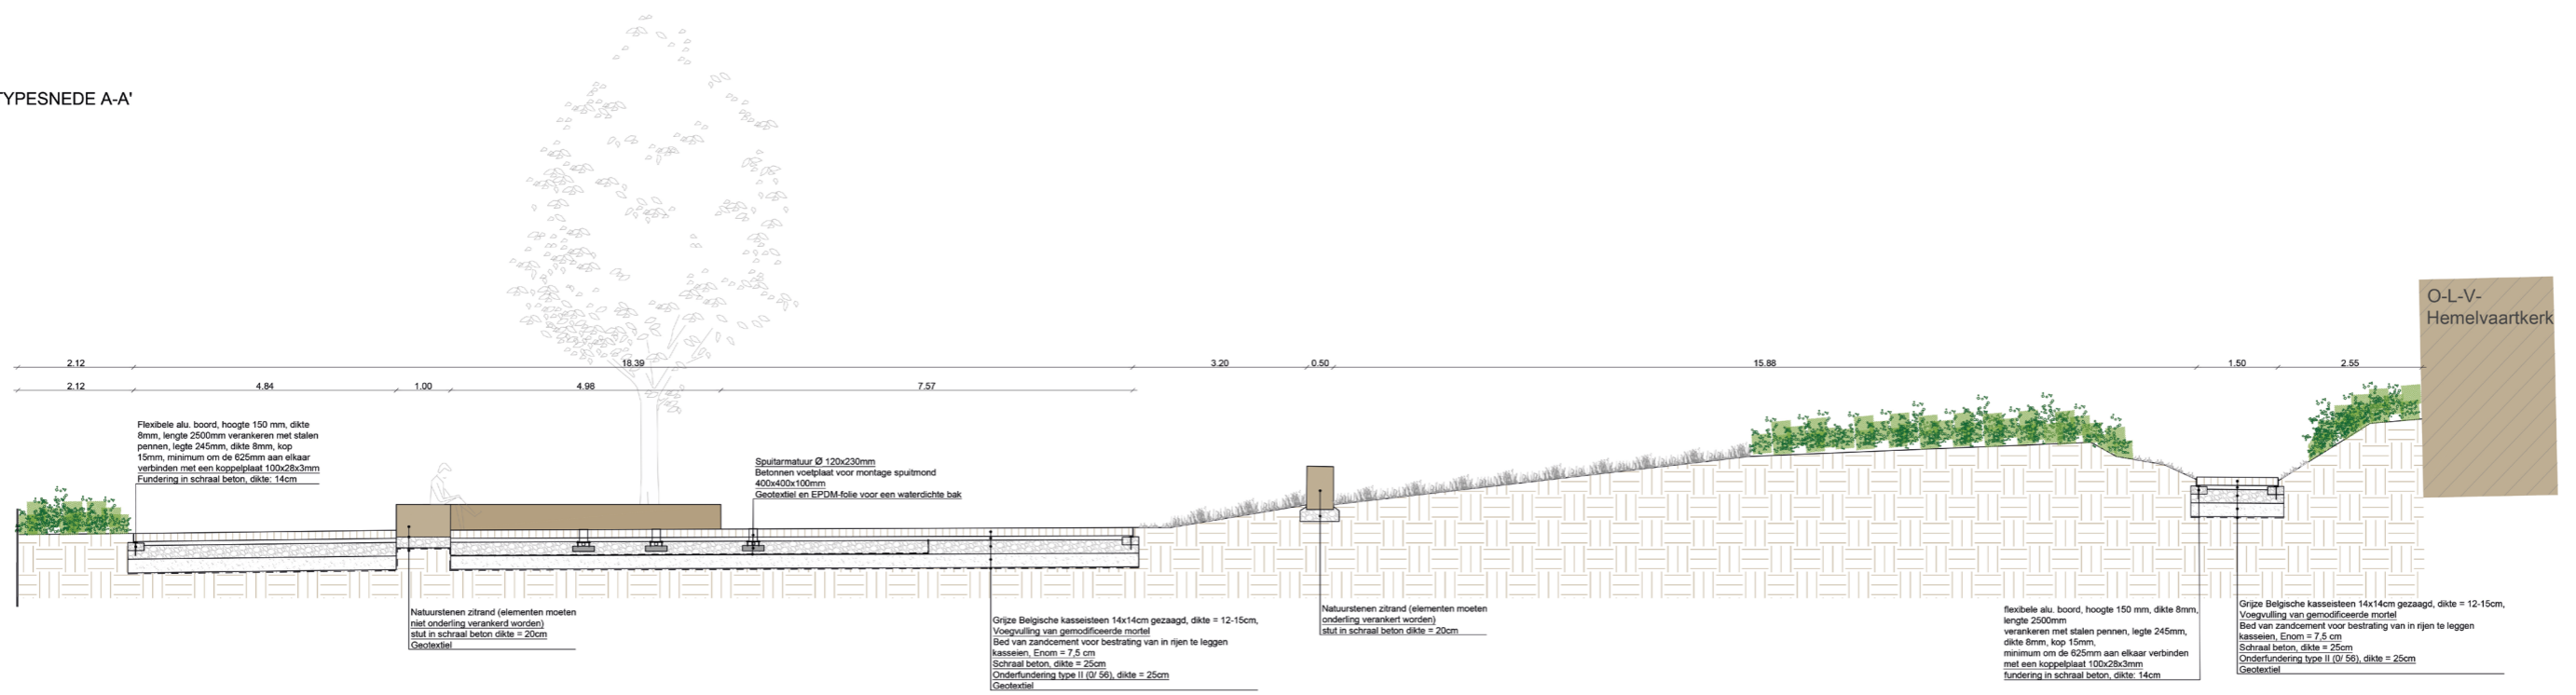 TYPESNEDE A-A'
O-L-V-
Hemelvaartkerk
2.12
18.39
3.20
0.50
15.88
1.50
2.55
2.12
4.84
1.00
4.98
7.57
Flexibele alu. boord, hoogte 150 mm, dikte
8mm, lengte 2500mm verankeren met stalen
pennen, legte 245mm, dikte 8mm, kop
15mm, minimum om de 625mm aan elkaar
verbinden met een koppelplaat 100x28x3mm
Fundering in schraal beton, dikte: 14cm
Spuitarmatuur Ø 120x230mm
Betonnen voetplaat voor montage spuitmond
400x400x100mm
Geotextiel en EPDM-folie voor een waterdichte bak
Natuurstenen zitrand (elementen moeten
niet onderling verankerd worden)
stut in schraal beton dikte = 20cm
Geotextiel
Grijze Belgische kasseisteen 14x14cm gezaagd, dikte = 12-15cm,
Voegvulling van gemodificeerde mortel
Bed van zandcement voor bestrating van in rijen te leggen
kasseien, Enom = 7,5 cm
Schraal beton, dikte = 25cm
Onderfundering type II (0/ 56), dikte = 25cm
Geotextiel
Natuurstenen zitrand (elementen moeten
onderling verankert worden)
stut in schraal beton dikte = 20cm
flexibele alu. boord, hoogte 150 mm, dikte 8mm,
lengte 2500mm
verankeren met stalen pennen, legte 245mm,
dikte 8mm, kop 15mm,
minimum om de 625mm aan elkaar verbinden
met een koppelplaat 100x28x3mm
fundering in schraal beton, dikte: 14cm
Grijze Belgische kasseisteen 14x14cm gezaagd, dikte = 12-15cm,
Voegvulling van gemodificeerde mortel
Bed van zandcement voor bestrating van in rijen te leggen
kasseien, Enom = 7,5 cm
Schraal beton, dikte = 25cm
Onderfundering type II (0/ 56), dikte = 25cm
Geotextiel